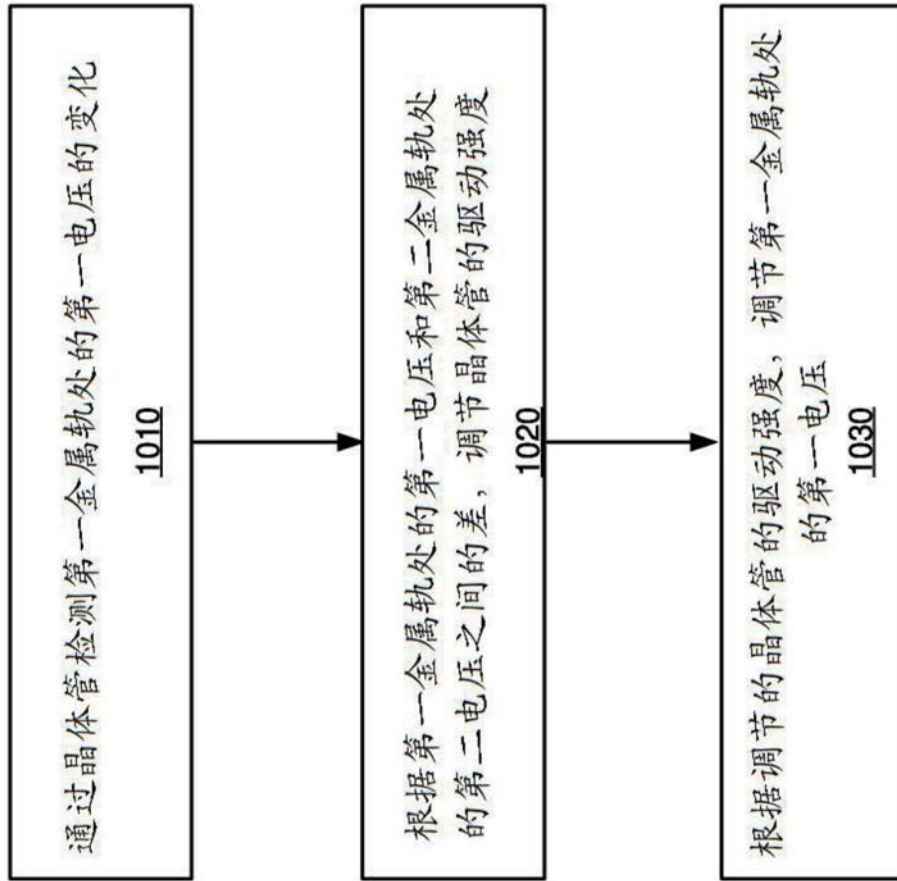 通过晶体管检测第一金属轨处的第一电压的变化
1010
根据第一金属轨处的第一电压和第二金属轨处
的第二电压之间的差，调节晶体管的驱动强度
1020
根据调节的晶体管的驱动强度，调节第一金属轨处
的第一电压
1030